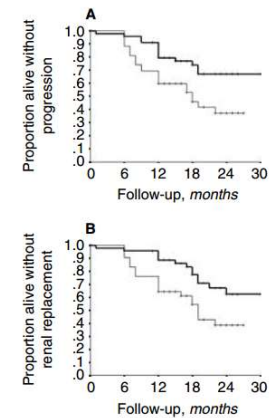 A
Proportion alive without
progression
1.0
.9
.8
.7
.6
.5
.4
.3
.2
.1
.0
0 6 12 18 24 30
Follow-up, months
B
Proportion alive without
renal replacement
1.0
.9
.8
.7
.6
.5
.4
.3
.2
.1
.0
0 6 12 18 24 30
Follow-up, months